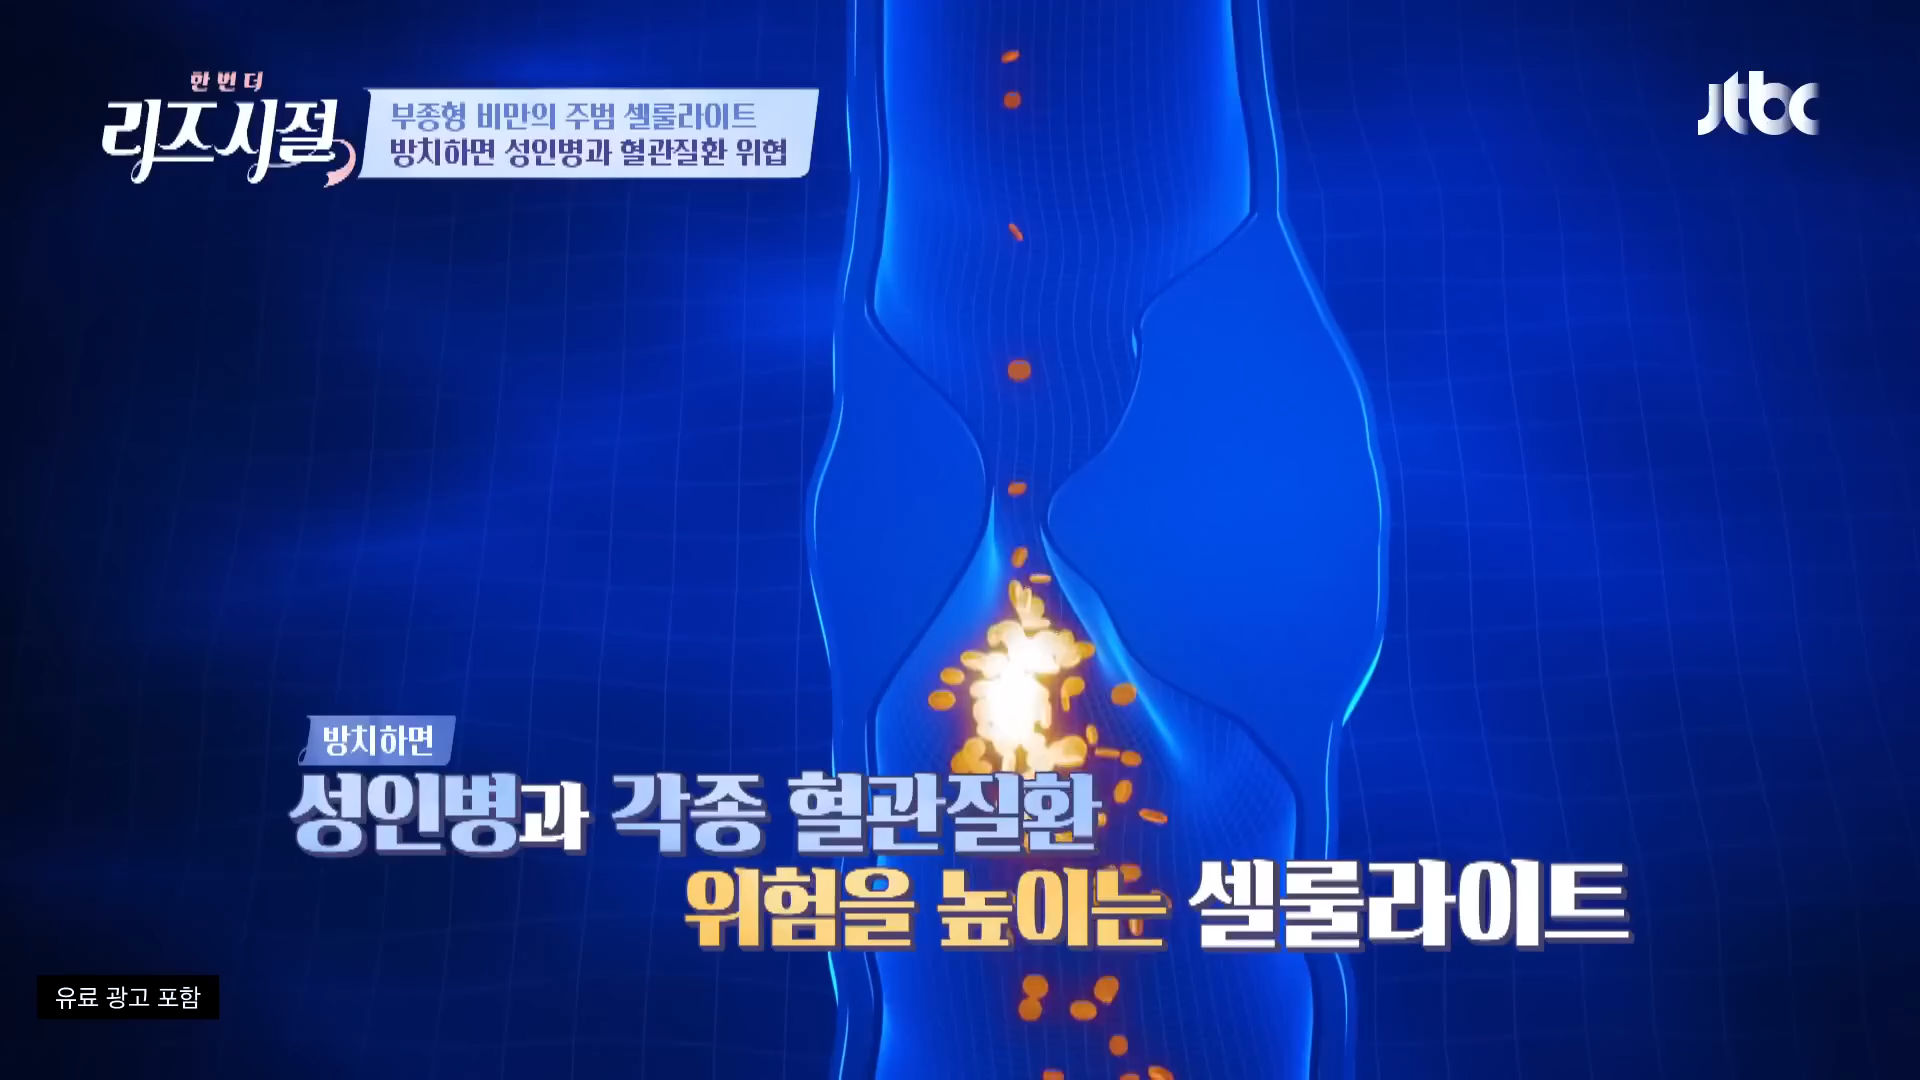 한 번 더
리즈시절
부종형 비만의 주범 셀룰라이트
방치하면 성인병과 혈관질환 위협
jtbc
방치하면
성인병과 각종 혈관질환
위험을 높이는 셀룰라이트
유료 광고 포함